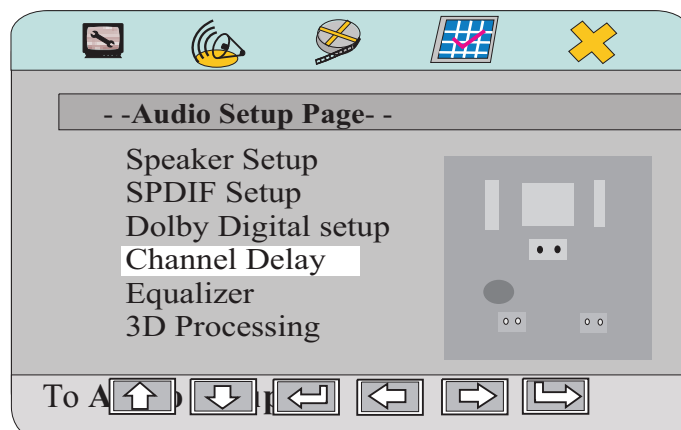 - -Audio Setup Page- -
Speaker Setup
SPDIF Setup
Dolby Digital setup
Channel Delay
Equalizer
3D Processing
To